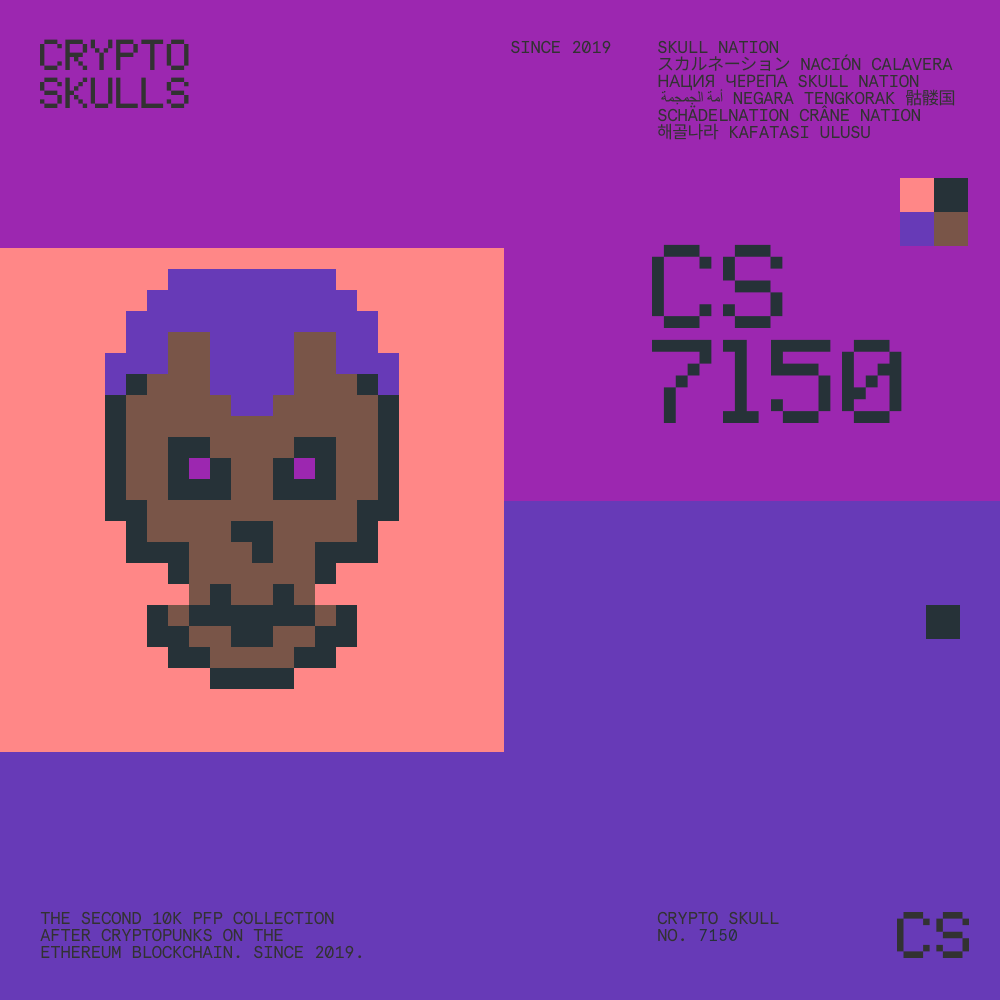 CRYPTO
SKULLS
SINCE 2019
SKULL NATION
スカルネーション NACIÓN CALAVERA
НАЦИЯ ЧЕРЕПА SKULL NATION
أمة الجمجمة NEGARA TENGKORAK 骷髅国
SCHÄDELNATION CRÂNE NATION
해골나라 KAFATASI ULUSU
CS
7150
THE SECOND 10K PFP COLLECTION
AFTER CRYPTOPUNKS ON THE
ETHEREUM BLOCKCHAIN. SINCE 2019.
CRYPTO SKULL
NO. 7150
CS